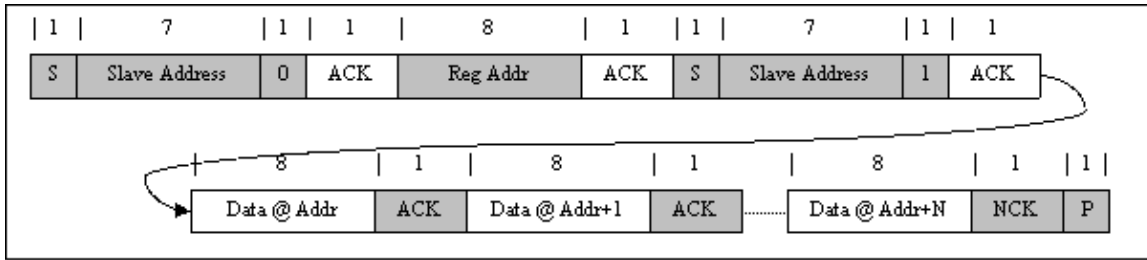 | 1 | 7 | 1 | 1 | 8 | 1 | 1 | 7 | 1 | 1
S Slave Address 0 ACK Reg Addr ACK S Slave Address 1 ACK
| 8 | 1 | 8 | 1 | 8 | 1 | 1 |
Data @ Addr ACK Data @ Addr+1 ACK ........ Data @ Addr+N NCK P